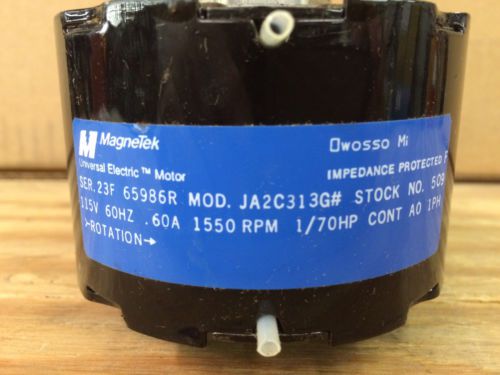 M MagneTek
Universal Electric™ Motor
Owosso Mi
IMPEDANCE PROTECTED P
SER. 23F 65986R MOD. JA2C313G# STOCK NO. 509
115V 60HZ .60A 1550 RPM 1/70HP CONT AO 1PH
>-ROTATION→